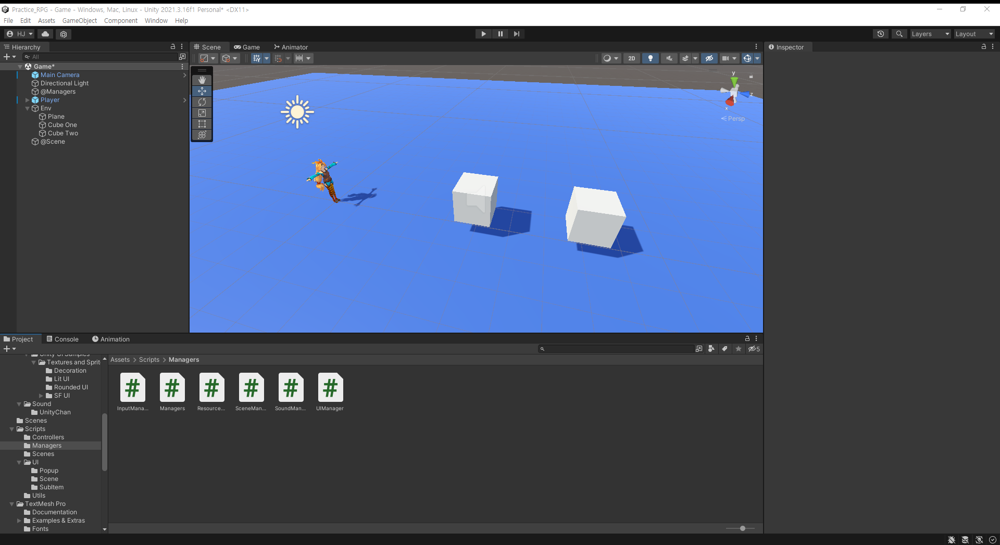 Practice_RPG - Game - Windows, Mac, Linux - Unity 2021.3.16f1 Personal* <DX11>
File Edit Assets GameObject Component Window Help
HJ Layers Layout
Hierarchy
All
Game*
Main Camera
Directional Light
@Managers
Player
Env
Plane
Cube One
Cube Two
@Scene
Scene Game Animator
2D
y
z
x
Persp
Inspector
Project Console Animation
5
Unity UI Samples
Textures and Sprit
Decoration
Lit UI
Rounded UI
SF UI
Sound
UnityChan
Scenes
Scripts
Controllers
Managers
Scenes
UI
Popup
Scene
SubItem
Utils
TextMesh Pro
Documentation
Examples & Extras
Fonts
Assets > Scripts > Managers
InputMana... Managers Resource... SceneMan... SoundMan... UIManager